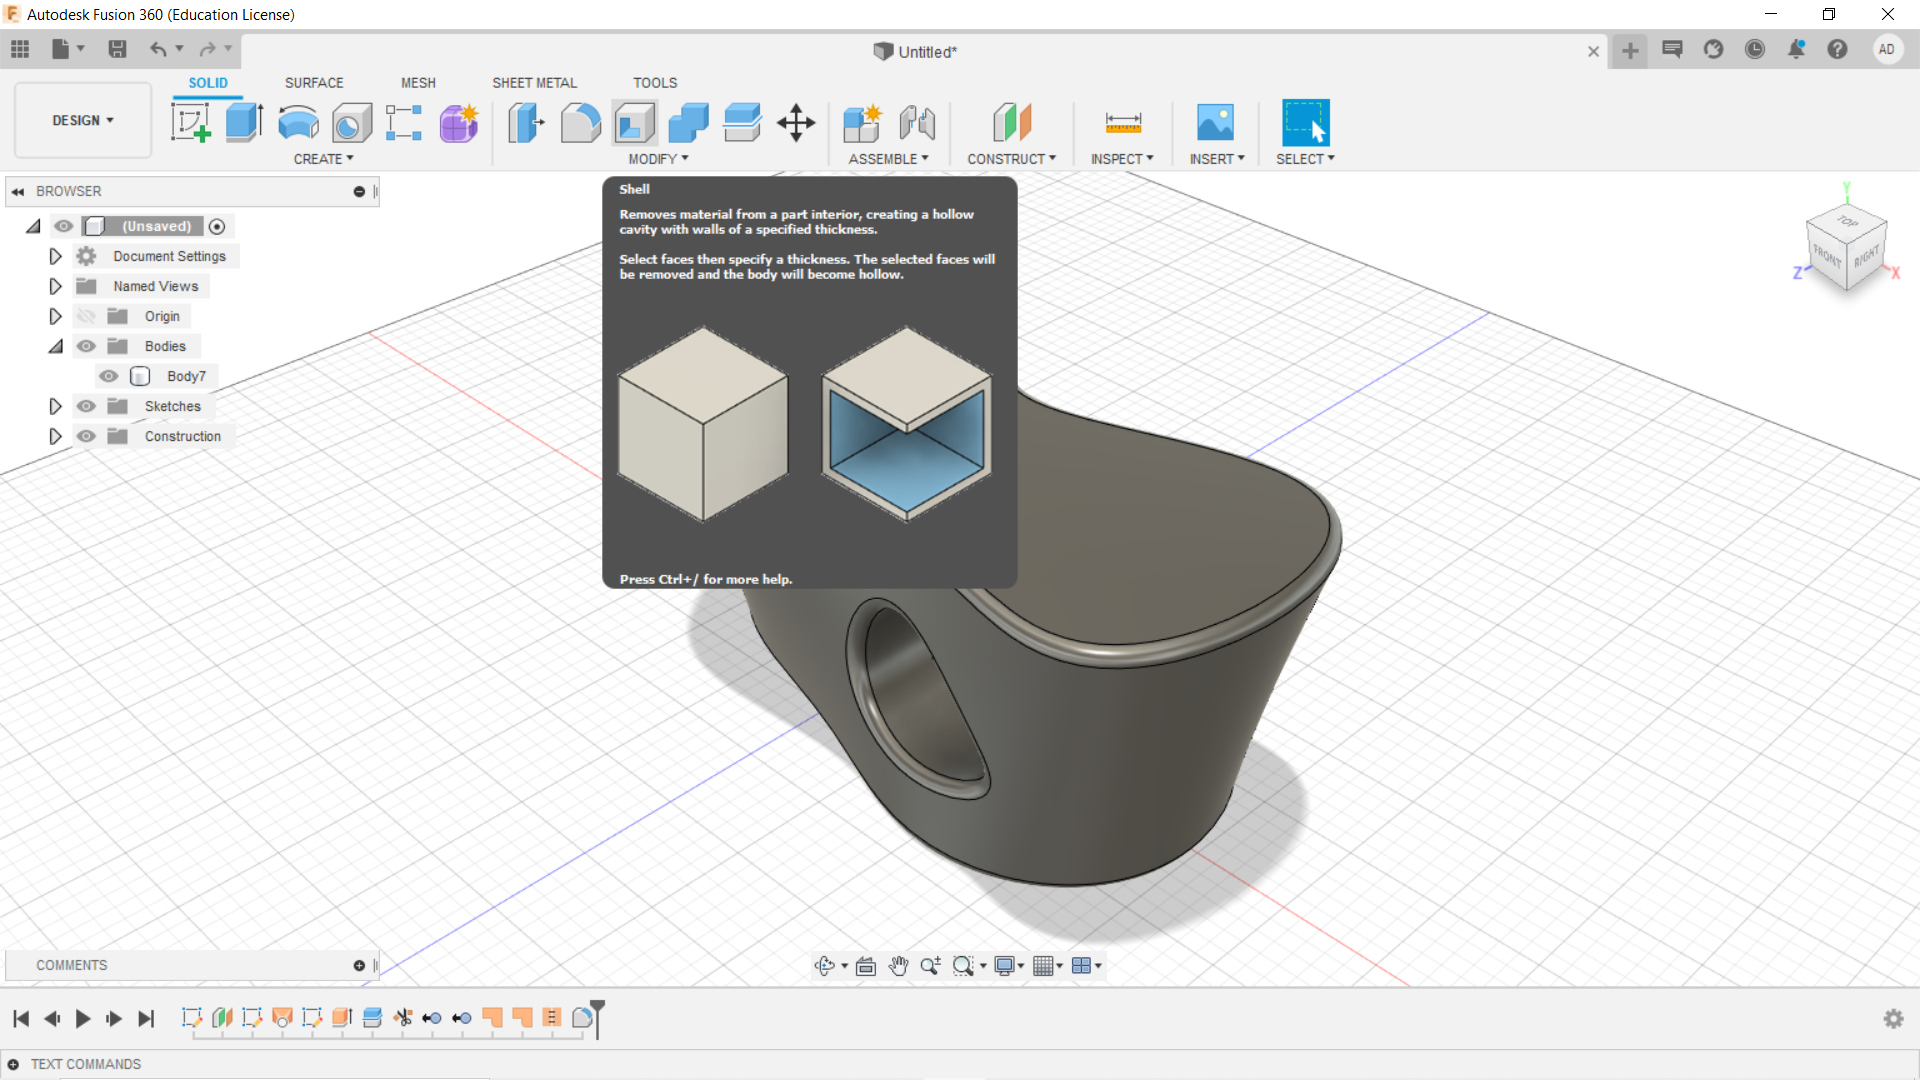 Autodesk Fusion 360 (Education License)
Untitled*
AD
DESIGN
SOLID
SURFACE
MESH
SHEET METAL
TOOLS
CREATE
MODIFY
ASSEMBLE
CONSTRUCT
INSPECT
INSERT
SELECT
BROWSER
(Unsaved)
Document Settings
Named Views
Origin
Bodies
Body7
Sketches
Construction
Shell
Removes material from a part interior, creating a hollow
cavity with walls of a specified thickness.
Select faces then specify a thickness. The selected faces will
be removed and the body will become hollow.
Press Ctrl+/ for more help.
Y
TOP
FRONT
RIGHT
Z
X
COMMENTS
TEXT COMMANDS